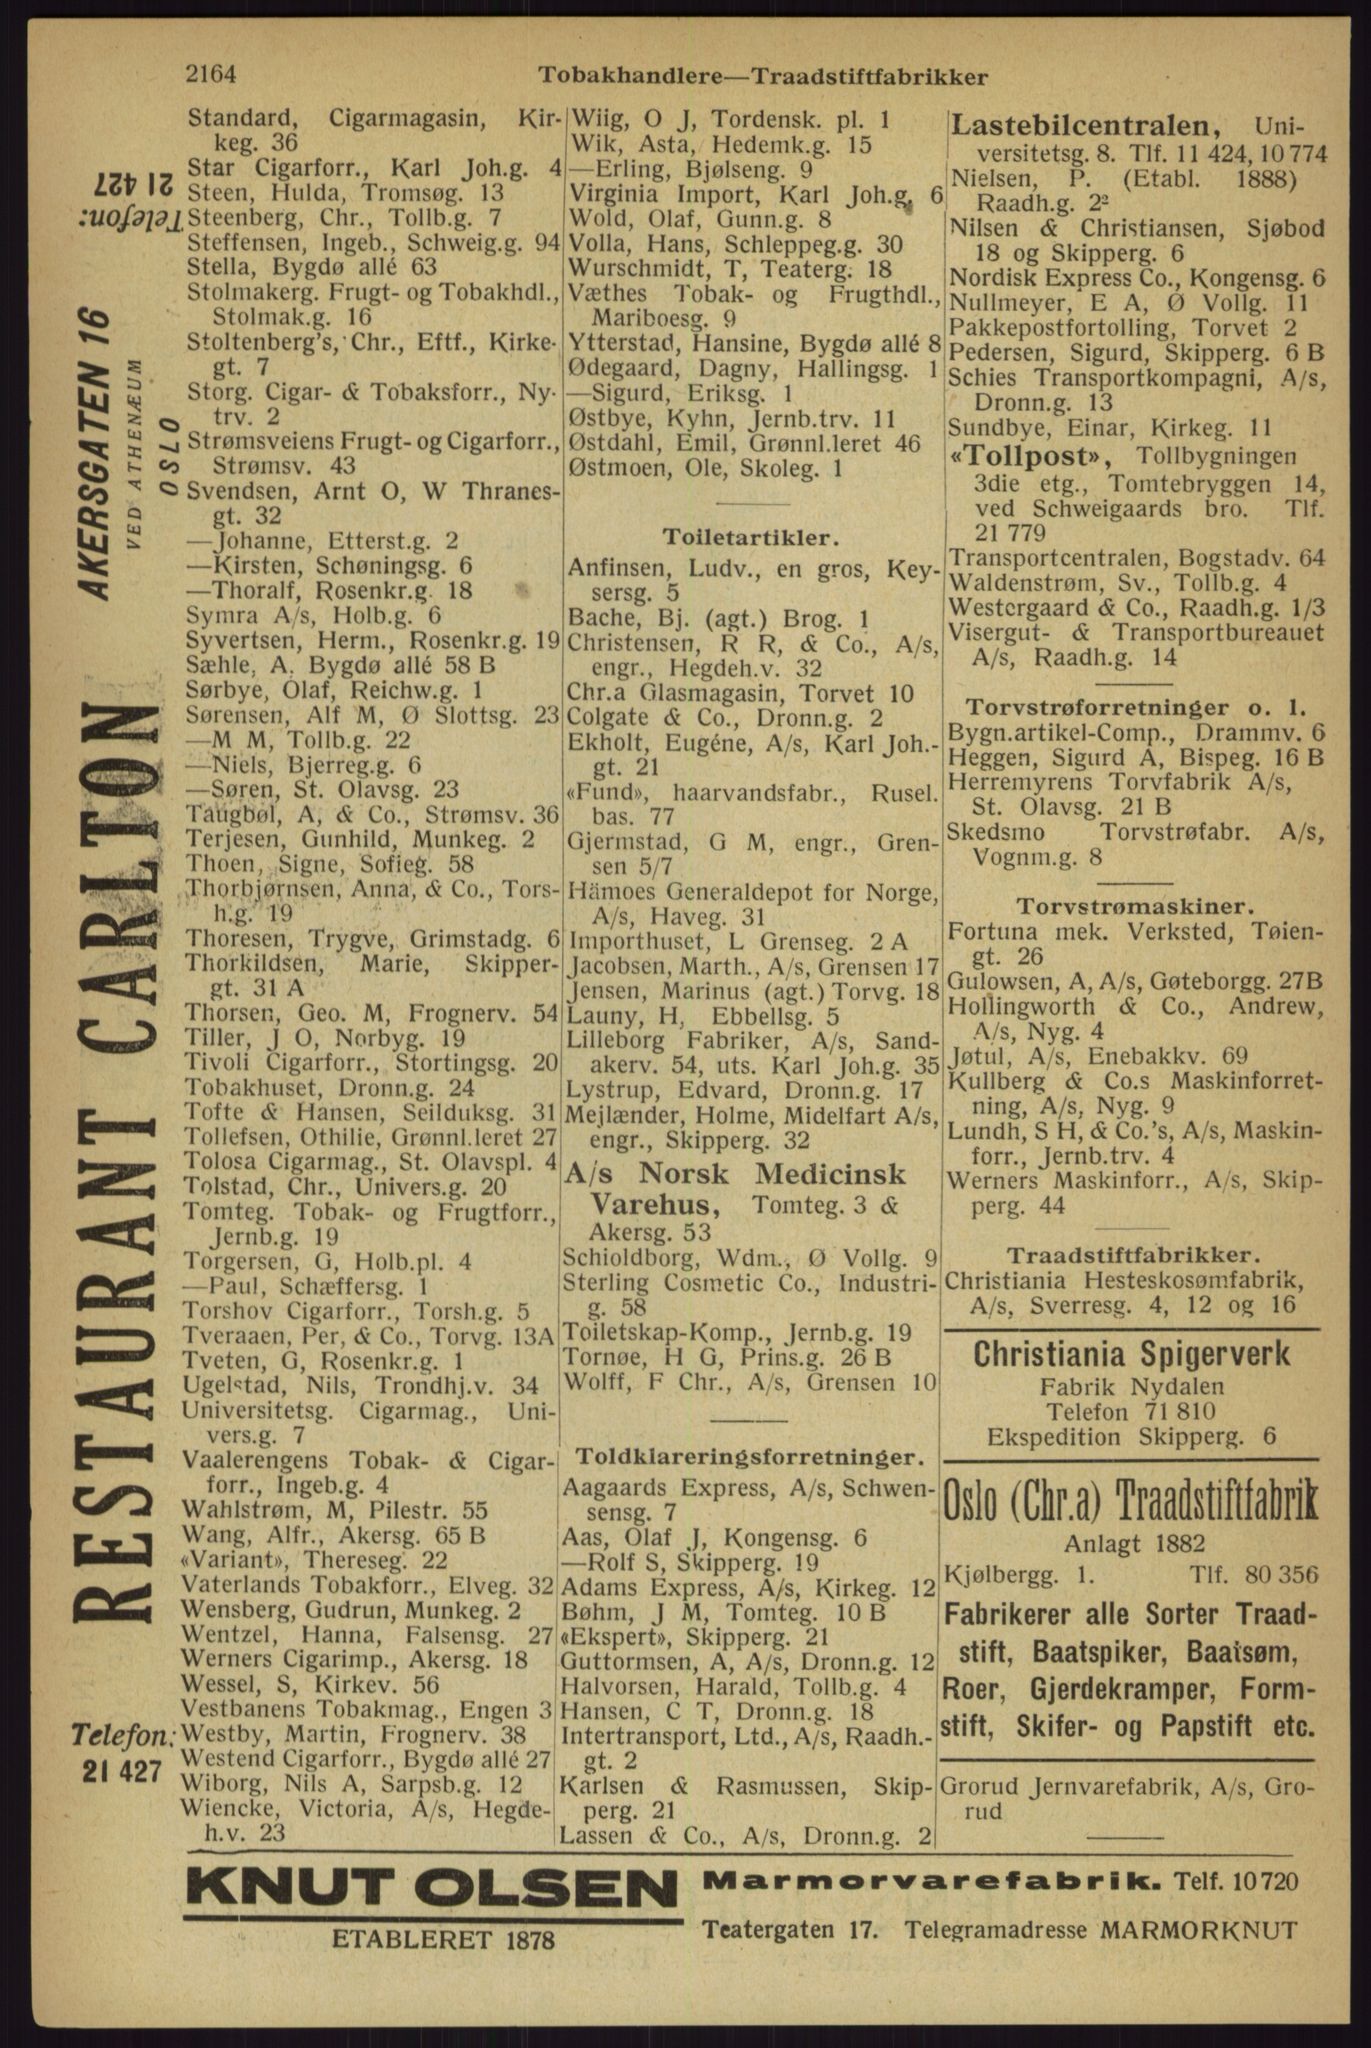 2164
Tobakhandlere—Traadstiftfabrikker
Telefon:
21 427
AKERSGATEN 16
VED ATHENÆUM
OSLO
RESTAURANT CARLTON
Telefon:
21 427
Standard, Cigarmagasin, Kir-
keg. 36
Star Cigarforr., Karl Joh.g. 4
Steen, Hulda, Tromsøg. 13
Steenberg, Chr., Tollb.g. 7
Steffensen, Ingeb., Schweig.g. 94
Stella, Bygdø allé 63
Stolmakerg. Frugt- og Tobakhdl.,
Stolmak.g. 16
Stoltenberg's, Chr., Eftf., Kirke-
gt. 7
Storg. Cigar- & Tobaksforr., Ny-
trv. 2
Strømsveiens Frugt- og Cigarforr.,
Strømsv. 43
Svendsen, Arnt O, W Thranes-
gt. 32
—Johanne, Etterst.g. 2
—Kirsten, Schøningsg. 6
—Thoralf, Rosenkr.g. 18
Symra A/s, Holb.g. 6
Syvertsen, Herm., Rosenkr.g. 19
Sæhle, A, Bygdø allé 58 B
Sørbye, Olaf, Reichw.g. 1
Sørensen, Alf M, Ø Slottsg. 23
—M M, Tollb.g. 22
—Niels, Bjerreg.g. 6
—Søren, St. Olavsg. 23
Taugbøl, A, & Co., Strømsv. 36
Terjesen, Gunhild, Munkeg. 2
Thoen, Signe, Sofieg. 58
Thorbjørnsen, Anna, & Co., Tors-
h.g. 19
Thoresen, Trygve, Grimstadg. 6
Thorkildsen, Marie, Skipper-
gt. 31 A
Thorsen, Geo. M, Frognerv. 54
Tiller, J O, Norbyg. 19
Tivoli Cigarforr., Stortingsg. 20
Tobakhuset, Dronn.g. 24
Tofte & Hansen, Seilduksg. 31
Tollefsen, Othilie, Grønnl.leret 27
Tolosa Cigarmag., St. Olavspl. 4
Tolstad, Chr., Univers.g. 20
Tomteg. Tobak- og Frugtforr.,
Jernb.g. 19
Torgersen, G, Holb.pl. 4
—Paul, Schæffersg. 1
Torshov Cigarforr., Torsh.g. 5
Tveraaen, Per, & Co., Torvg. 13A
Tveten, G, Rosenkr.g. 1
Ugelstad, Nils, Trondhj.v. 34
Universitetsg. Cigarmag., Uni-
vers.g. 7
Vaalerengens Tobak- & Cigar-
forr., Ingeb.g. 4
Wahlstrøm, M, Pilestr. 55
Wang, Alfr., Akersg. 65 B
«Variant», Thereseg. 22
Vaterlands Tobakforr., Elveg. 32
Wensberg, Gudrun, Munkeg. 2
Wentzel, Hanna, Falsensg. 27
Werners Cigarimp., Akersg. 18
Wessel, S, Kirkev. 56
Vestbanens Tobakmag., Engen 3
Westby, Martin, Frognerv. 38
Westend Cigarforr., Bygdø allé 27
Wiborg, Nils A, Sarpsb.g. 12
Wiencke, Victoria, A/s, Hegde-
h.v. 23
Wiig, O J, Tordensk. pl. 1
Wik, Asta, Hedemk.g. 15
—Erling, Bjølseng. 9
Virginia Import, Karl Joh.g. 6
Wold, Olaf, Gunn.g. 8
Volla, Hans, Schleppeg.g. 30
Wurschmidt, T, Teaterg. 18
Væthes Tobak- og Frugthdl.,
Mariboesg. 9
Ytterstad, Hansine, Bygdø allé 8
Ødegaard, Dagny, Hallingsg. 1
—Sigurd, Eriksg. 1
Østbye, Kyhn, Jernb.trv. 11
Østdahl, Emil, Grønnl.leret 46
Østmoen, Ole, Skoleg. 1
Toiletartikler.
Anfinsen, Ludv., en gros, Key-
sersg. 5
Bache, Bj. (agt.) Brog. 1
Christensen, R R, & Co., A/s,
engr., Hegdeh.v. 32
Chr.a Glasmagasin, Torvet 10
Colgate & Co., Dronn.g. 2
Ekholt, Eugéne, A/s, Karl Joh.-
gt. 21
«Fund», haarvandsfabr., Rusel.
bas. 77
Gjermstad, G M, engr., Gren-
sen 5/7
Hämoes Generaldepot for Norge,
A/s, Haveg. 31
Importhuset, L Grenseg. 2 A
Jacobsen, Marth., A/s, Grensen 17
Jensen, Marinus (agt.) Torvg. 18
Launy, H, Ebbellsg. 5
Lilleborg Fabriker, A/s, Sand-
akerv. 54, uts. Karl Joh.g. 35
Lystrup, Edvard, Dronn.g. 17
Mejlænder, Holme, Midelfart A/s,
engr., Skipperg. 32
A/s Norsk Medicinsk
Varehus, Tomteg. 3 &
Akersg. 53
Schioldborg, Wdm., Ø Vollg. 9
Sterling Cosmetic Co., Industri-
g. 58
Toiletskap-Komp., Jernb.g. 19
Tornøe, H G, Prins.g. 26 B
Wolff, F Chr., A/s, Grensen 10
Toldklareringsforretninger.
Aagaards Express, A/s, Schwen-
sensg. 7
Aas, Olaf J, Kongensg. 6
—Rolf S, Skipperg. 19
Adams Express, A/s, Kirkeg. 12
Bøhm, J M, Tomteg. 10 B
«Ekspert», Skipperg. 21
Guttormsen, A, A/s, Dronn.g. 12
Halvorsen, Harald, Tollb.g. 4
Hansen, C T, Dronn.g. 18
Intertransport, Ltd., A/s, Raadh.-
gt. 2
Karlsen & Rasmussen, Skip-
perg. 21
Lassen & Co., A/s, Dronn.g. 2
Lastebilcentralen, Uni-
versitetsg. 8. Tlf. 11 424, 10 774
Nielsen, P. (Etabl. 1888)
Raadh.g. 2²
Nilsen & Christiansen, Sjøbod
18 og Skipperg. 6
Nordisk Express Co., Kongensg. 6
Nullmeyer, E A, Ø Vollg. 11
Pakkepostfortolling, Torvet 2
Pedersen, Sigurd, Skipperg. 6 B
Schies Transportkompagni, A/s,
Dronn.g. 13
Sundbye, Einar, Kirkeg. 11
«Tollpost», Tollbygningen
3die etg., Tomtebryggen 14,
ved Schweigaards bro. Tlf.
21 779
Transportcentralen, Bogstadv. 64
Waldenstrøm, Sv., Tollb.g. 4
Westergaard & Co., Raadh.g. 1/3
Visergut- & Transportbureauet
A/s, Raadh.g. 14
Torvstrøforretninger o. l.
Bygn.artikel-Comp., Drammv. 6
Heggen, Sigurd A, Bispeg. 16 B
Herremyrens Torvfabrik A/s,
St. Olavsg. 21 B
Skedsmo Torvstrøfabr. A/s,
Vognm.g. 8
Torvstrømaskiner.
Fortuna mek. Verksted, Tøien-
gt. 26
Gulowsen, A, A/s, Gøteborgg. 27B
Hollingworth & Co., Andrew,
A/s, Nyg. 4
Jøtul, A/s, Enebakkv. 69
Kullberg & Co.s Maskinforret-
ning, A/s, Nyg. 9
Lundh, S H, & Co.'s, A/s, Maskin-
forr., Jernb.trv. 4
Werners Maskinforr., A/s, Skip-
perg. 44
Traadstiftfabrikker.
Christiania Hesteskosømfabrik,
A/s, Sverresg. 4, 12 og 16
Christiania Spigerverk
Fabrik Nydalen
Telefon 71 810
Ekspedition Skipperg. 6
Oslo (Chr.a) Traadstiftfabrik
Anlagt 1882
Kjølbergg. 1. Tlf. 80 356
Fabrikerer alle Sorter Traad-
stift, Baatspiker, Baatsøm,
Roer, Gjerdekramper, Form-
stift, Skifer- og Papstift etc.
Grorud Jernvarefabrik, A/s, Gro-
rud
KNUT OLSEN Marmorvarefabrik. Telf. 10 720
ETABLERET 1878
Teatergaten 17. Telegramadresse MARMORKNUT